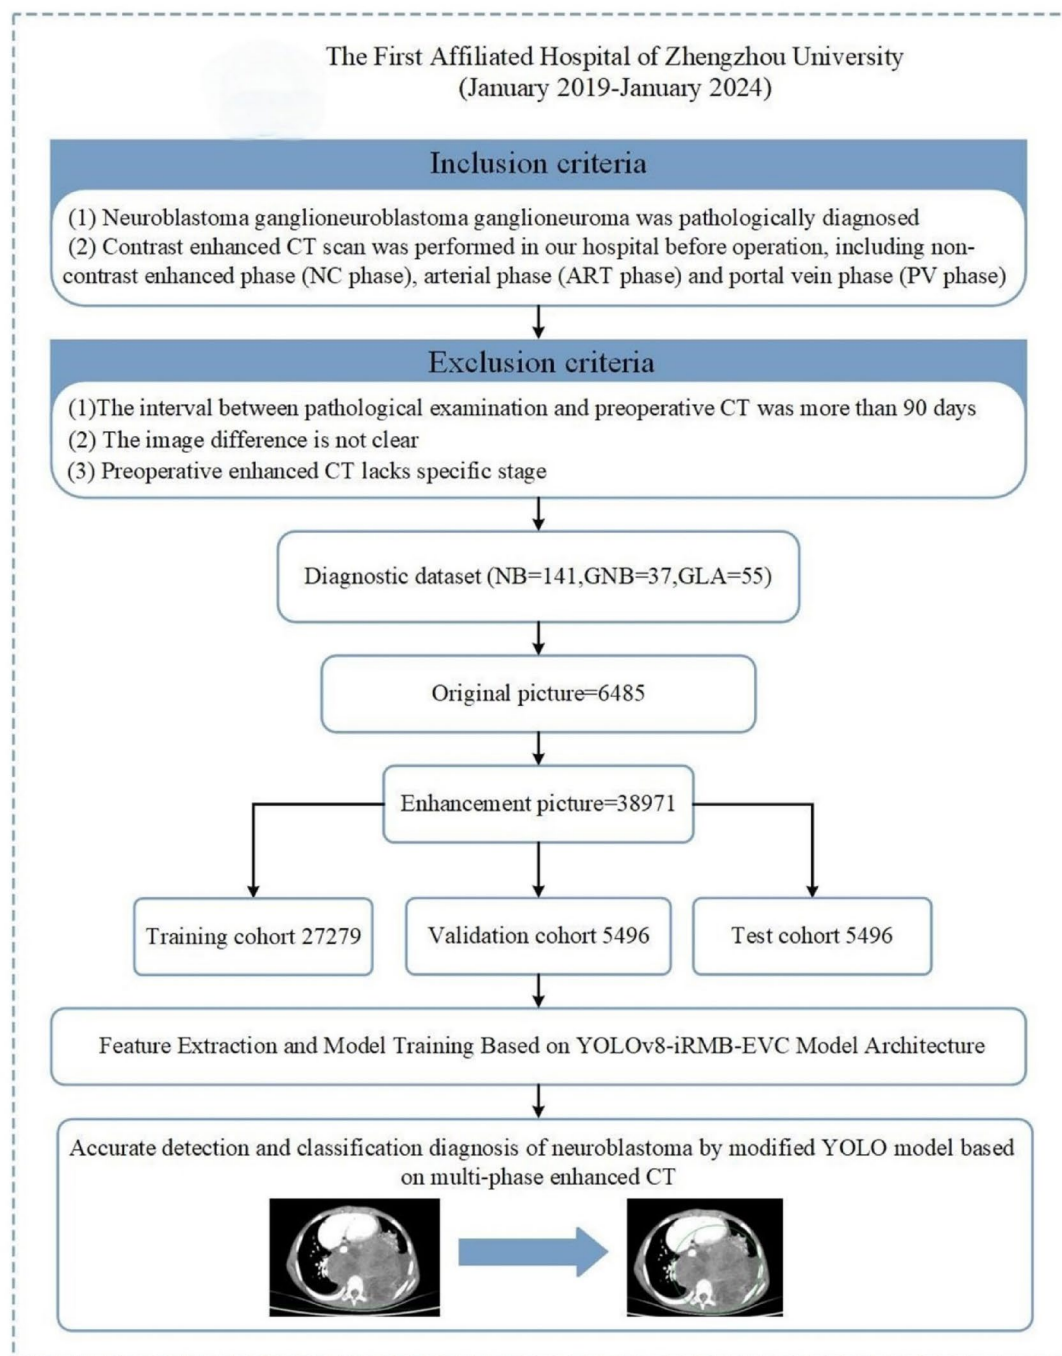 The First Affiliated Hospital of Zhengzhou University
(January 2019-January 2024)
Inclusion criteria
(1) Neuroblastoma ganglioneuroblastoma ganglioneuroma was pathologically diagnosed
(2) Contrast enhanced CT scan was performed in our hospital before operation, including non-
contrast enhanced phase (NC phase), arterial phase (ART phase) and portal vein phase (PV phase)
Exclusion criteria
(1)The interval between pathological examination and preoperative CT was more than 90 days
(2) The image difference is not clear
(3) Preoperative enhanced CT lacks specific stage
Diagnostic dataset (NB=141,GNB=37,GLA=55)
Original picture=6485
Enhancement picture=38971
Training cohort 27279
Validation cohort 5496
Test cohort 5496
Feature Extraction and Model Training Based on YOLOv8-iRMB-EVC Model Architecture
Accurate detection and classification diagnosis of neuroblastoma by modified YOLO model based
on multi-phase enhanced CT